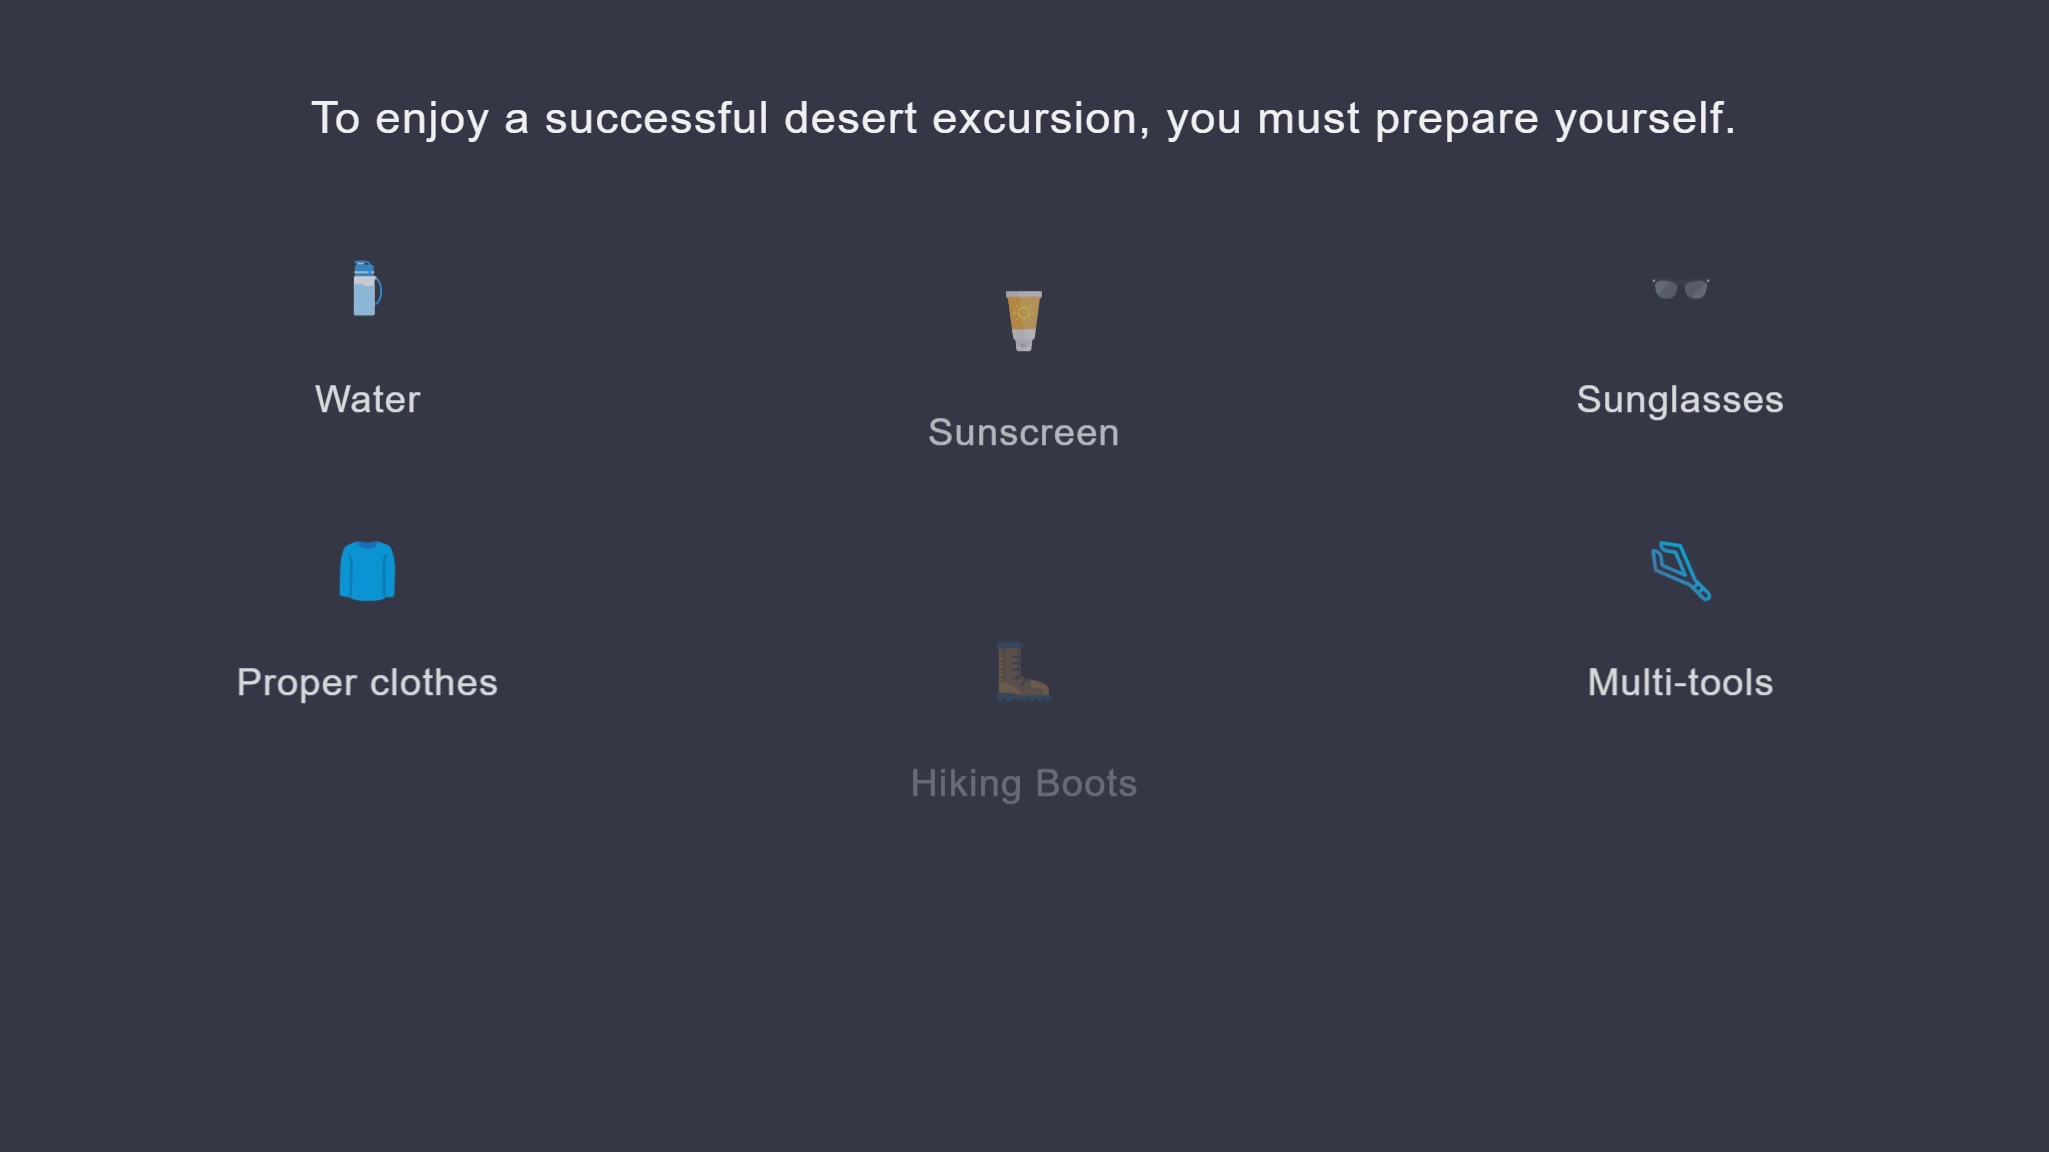 To enjoy a successful desert excursion, you must prepare yourself.
Water
Sunscreen
Sunglasses
Proper clothes
Hiking Boots
Multi-tools